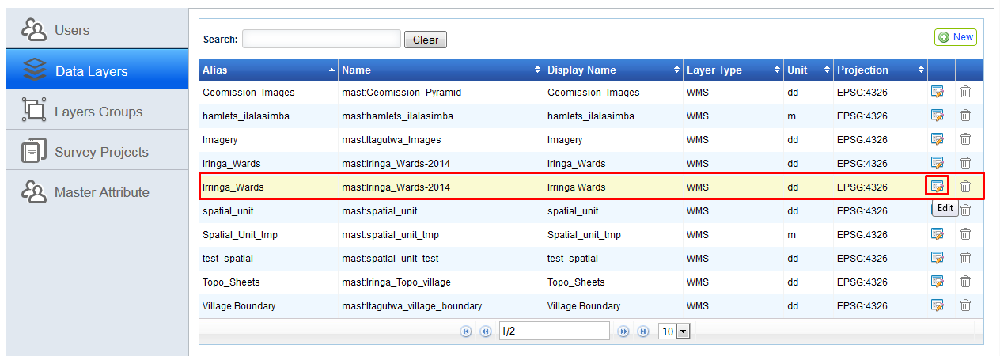 Users
Data Layers
Layers Groups
Survey Projects
Master Attribute
Search: Clear New
Alias Name Display Name Layer Type Unit Projection
Geomission_Images mast:Geomission_Pyramid Geomission_Images WMS dd EPSG:4326
hamlets_ilalasimba mast:hamlets_ilalasimba hamlets_ilalasimba WMS m EPSG:4326
Imagery mast:Itagutwa_Images Imagery WMS dd EPSG:4326
Iringa_Wards mast:Iringa_Wards-2014 Iringa_Wards WMS dd EPSG:4326
Irringa_Wards mast:Iringa_Wards-2014 Irringa Wards WMS dd EPSG:4326
spatial_unit mast:spatial_unit spatial_unit WMS dd EPSG:4326 Edit
Spatial_Unit_tmp mast:spatial_unit_tmp Spatial_unit_tmp WMS m EPSG:4326
test_spatial mast:spatial_unit_test test_spatial WMS dd EPSG:4326
Topo_Sheets mast:Iringa_Topo_village Topo_Sheets WMS dd EPSG:4326
Village Boundary mast:Itagutwa_village_boundary Village Boundary WMS dd EPSG:4326
1/2 10